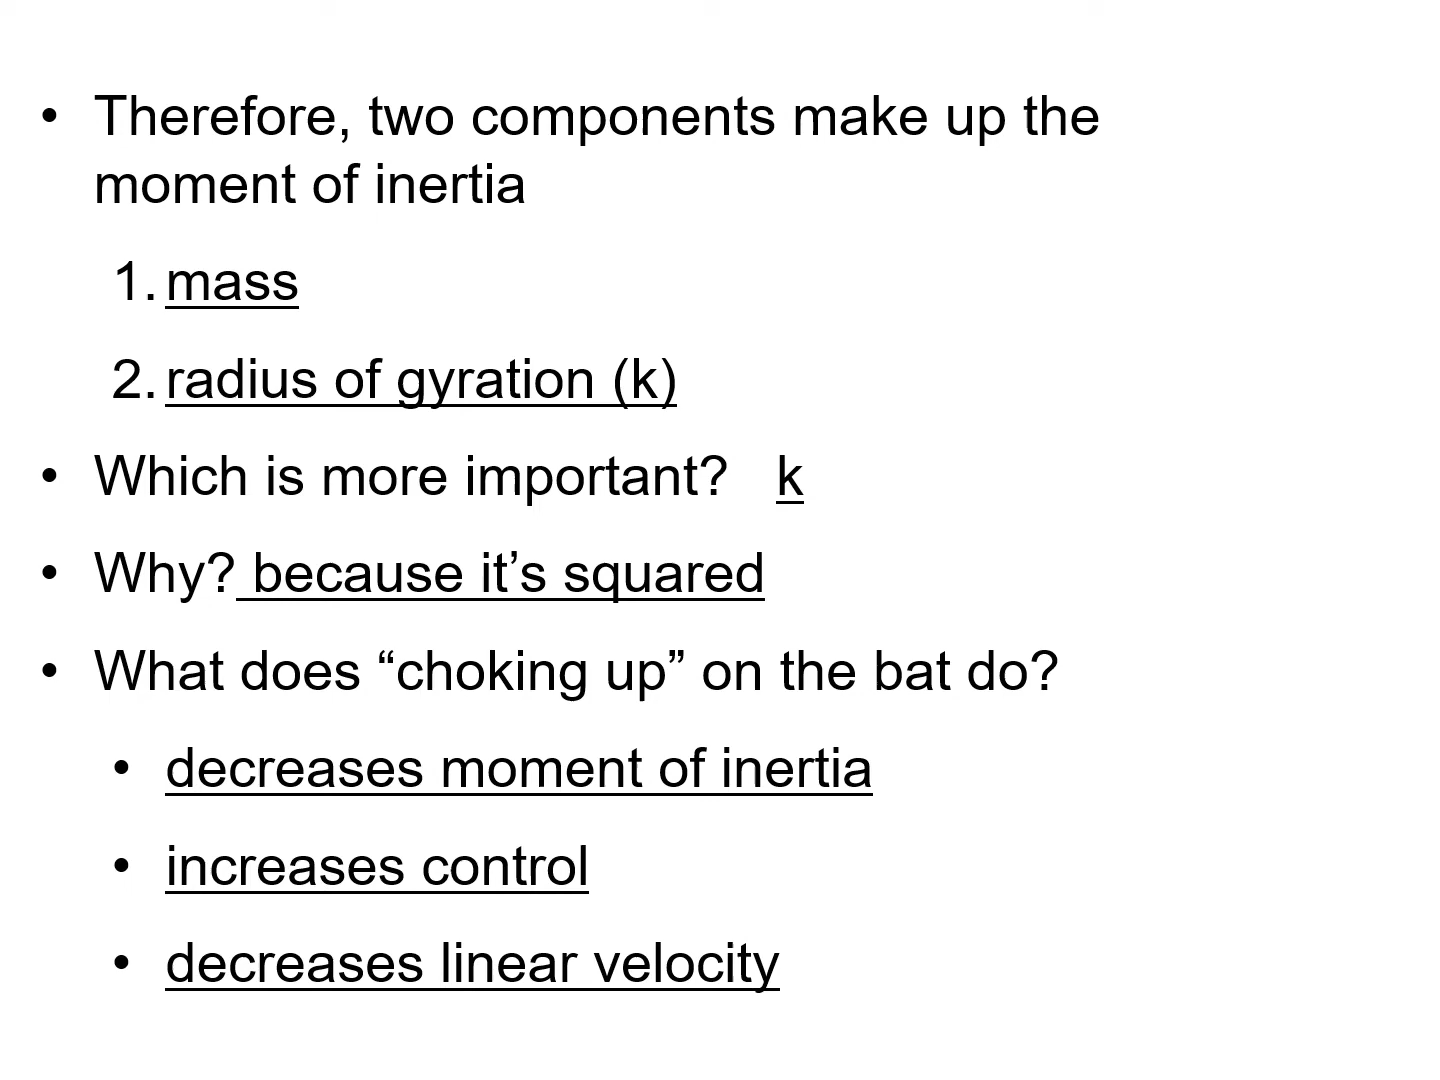 • Therefore, two components make up the
moment of inertia
1. mass
2. radius of gyration (k)
• Which is more important? k
• Why? because it’s squared
• What does “choking up” on the bat do?
• decreases moment of inertia
• increases control
• decreases linear velocity